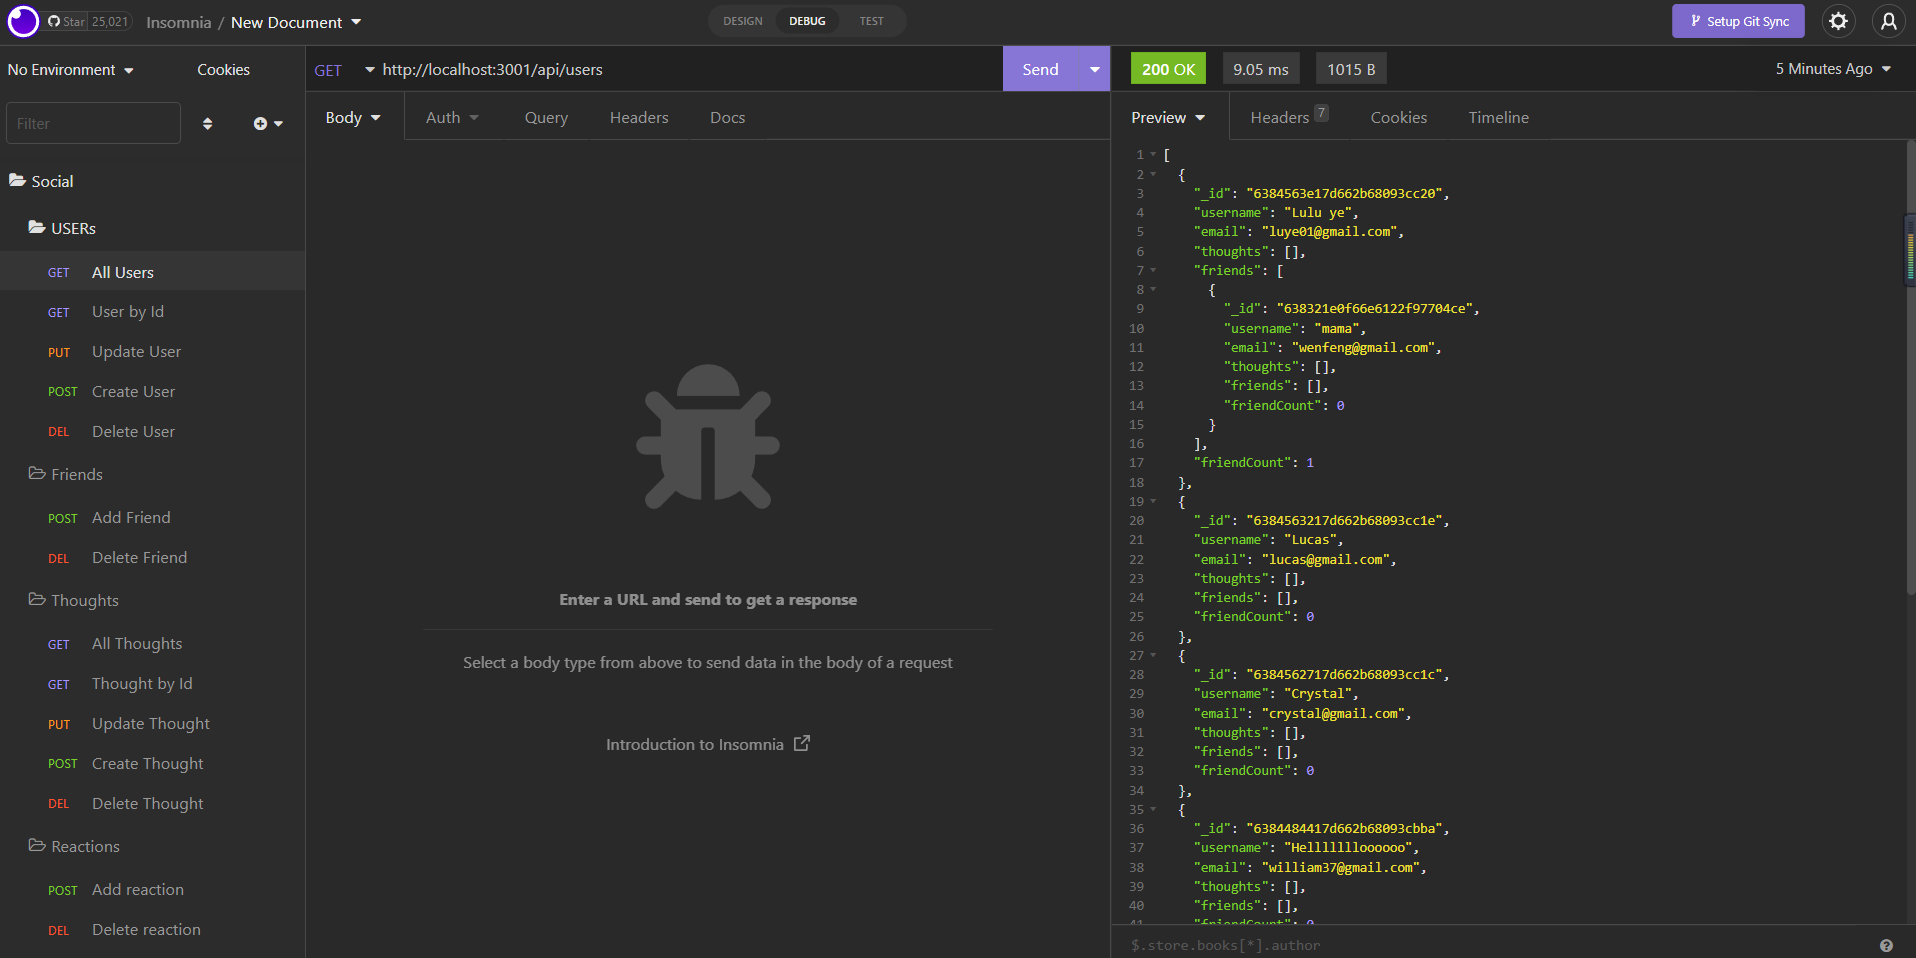 Star 25,021 Insomnia / New Document DESIGN DEBUG TEST Setup Git Sync
No Environment Cookies
Filter
Social
USERs
GET All Users
GET User by Id
PUT Update User
POST Create User
DEL Delete User
Friends
POST Add Friend
DEL Delete Friend
Thoughts
GET All Thoughts
GET Thought by Id
PUT Update Thought
POST Create Thought
DEL Delete Thought
Reactions
POST Add reaction
DEL Delete reaction
GET http://localhost:3001/api/users Send
Body Auth Query Headers Docs
Enter a URL and send to get a response
Select a body type from above to send data in the body of a request
Introduction to Insomnia
200 OK 9.05 ms 1015 B 5 Minutes Ago
Preview Headers 7 Cookies Timeline
1 [
2 {
3 "_id": "6384563e17d662b68093cc20",
4 "username": "Lulu ye",
5 "email": "luye01@gmail.com",
6 "thoughts": [],
7 "friends": [
8 {
9 "_id": "638321e0f66e6122f97704ce",
10 "username": "mama",
11 "email": "wenfeng@gmail.com",
12 "thoughts": [],
13 "friends": [],
14 "friendCount": 0
15 }
16 ],
17 "friendCount": 1
18 },
19 {
20 "_id": "6384563217d662b68093cc1e",
21 "username": "Lucas",
22 "email": "lucas@gmail.com",
23 "thoughts": [],
24 "friends": [],
25 "friendCount": 0
26 },
27 {
28 "_id": "6384562717d662b68093cc1c",
29 "username": "Crystal",
30 "email": "crystal@gmail.com",
31 "thoughts": [],
32 "friends": [],
33 "friendCount": 0
34 },
35 {
36 "_id": "6384484417d662b68093cbba",
37 "username": "Hellllllloooooo",
38 "email": "william37@gmail.com",
39 "thoughts": [],
40 "friends": [],
41 "friendCount": 0
$.store.books[*].author